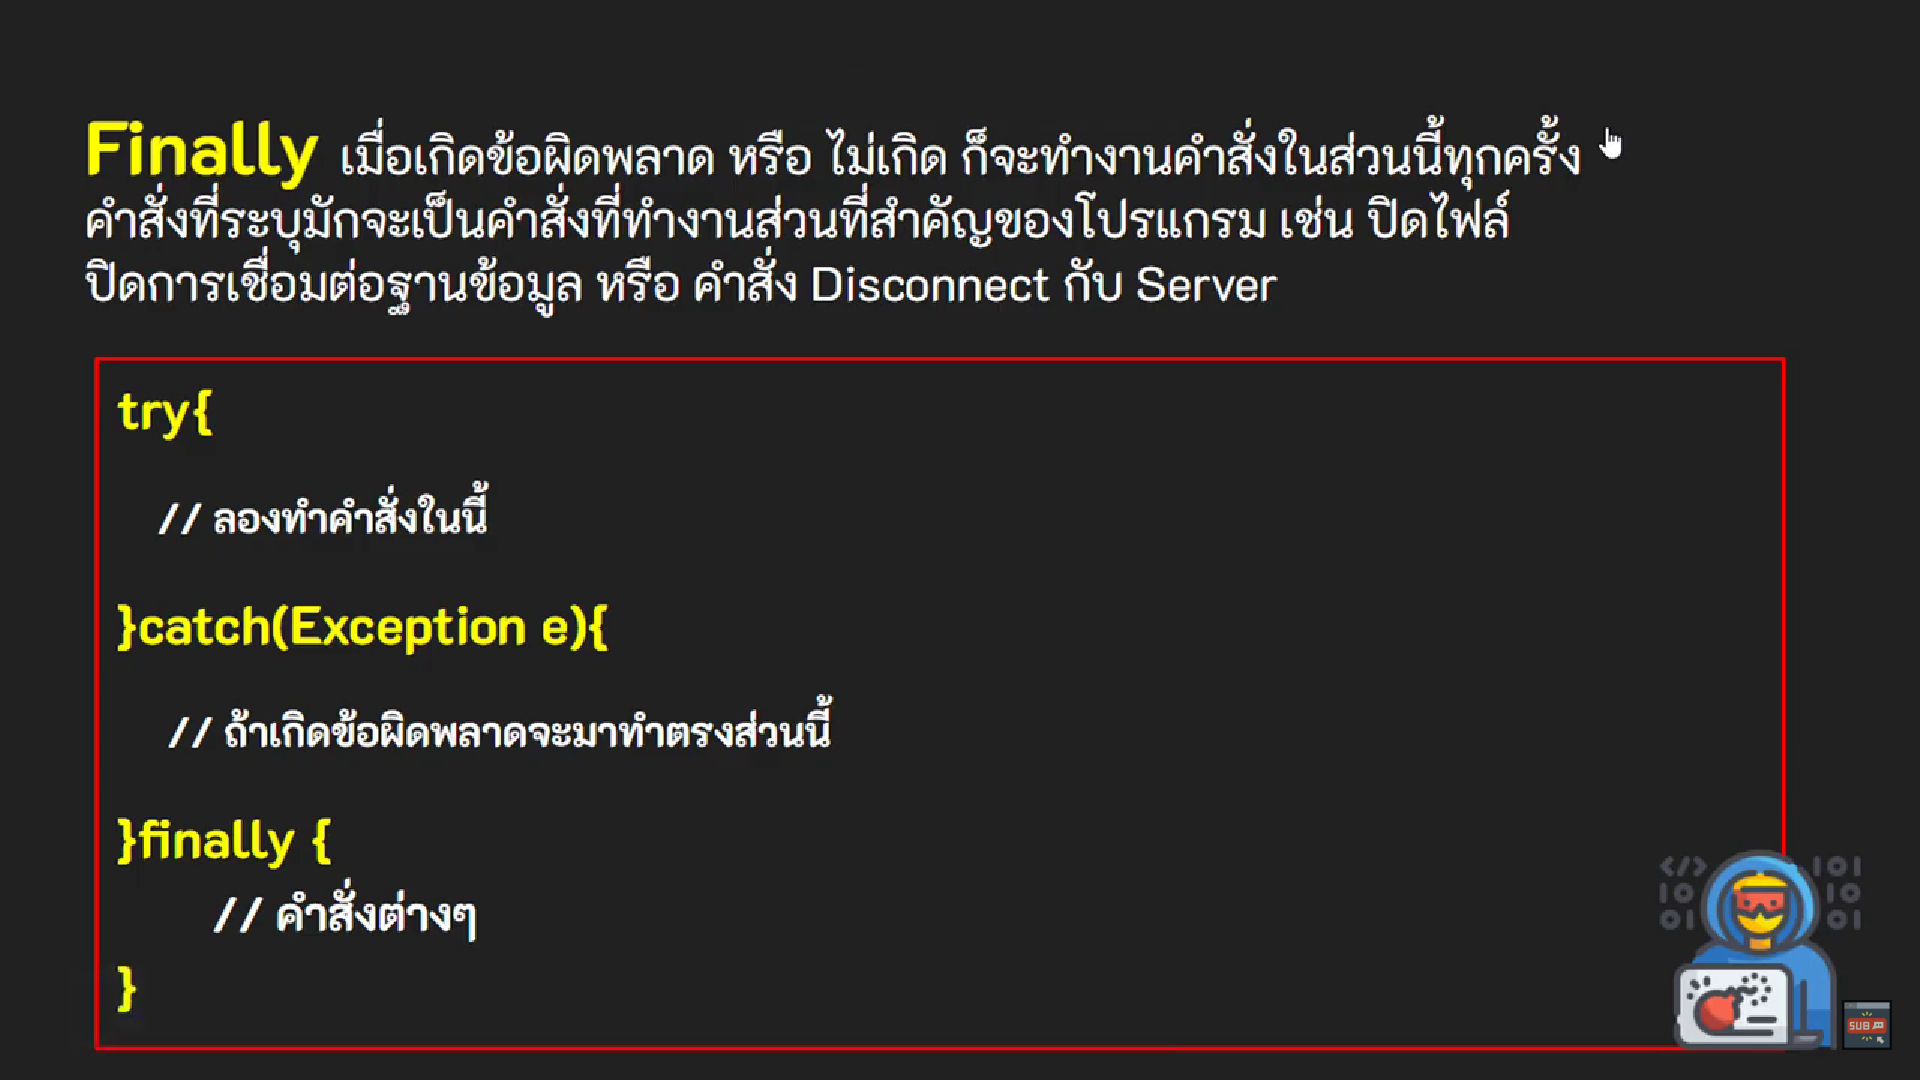 Finally เมื่อเกิดข้อผิดพลาด หรือ ไม่เกิด ก็จะทำงานคำสั่งในส่วนนี้ทุกครั้ง
คำสั่งที่ระบุมักจะเป็นคำสั่งที่ทำงานส่วนที่สำคัญของโปรแกรม เช่น ปิดไฟล์
ปิดการเชื่อมต่อฐานข้อมูล หรือ คำสั่ง Disconnect กับ Server
try{
// ลองทำคำสั่งในนี้
}catch(Exception e){
// ถ้าเกิดข้อผิดพลาดจะมาทำตรงส่วนนี้
}finally {
// คำสั่งต่างๆ
}
</> 101
10 10
01 01
SUB